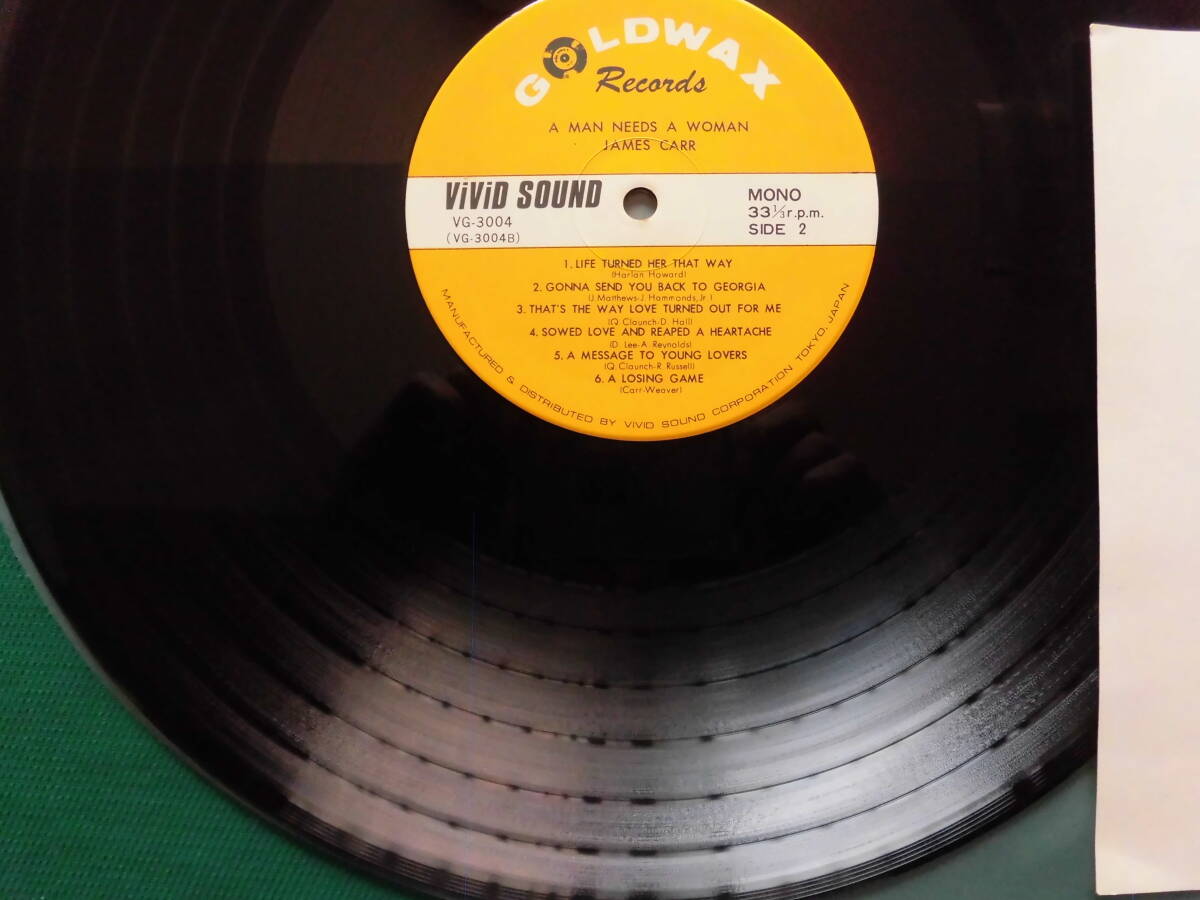 GOLDWAX
Records
A MAN NEEDS A WOMAN
JAMES CARR
ViViD SOUND
VG-3004
(VG-3004B)
MONO
33⅓r.p.m.
SIDE 2
1. LIFE TURNED HER THAT WAY
(Harlan Howard)
2. GONNA SEND YOU BACK TO GEORGIA
(J. Matthews-J. Hammonds, Jr.)
3. THAT'S THE WAY LOVE TURNED OUT FOR ME
(Q. Claunch-D. Hall)
4. SOWED LOVE AND REAPED A HEARTACHE
(D. Lee-A. Reynolds)
5. A MESSAGE TO YOUNG LOVERS
(Q. Claunch-R. Russell)
6. A LOSING GAME
(Carr-Weaver)
MANUFACTURED & DISTRIBUTED BY VIVID SOUND CORPORATION TOKYO, JAPAN